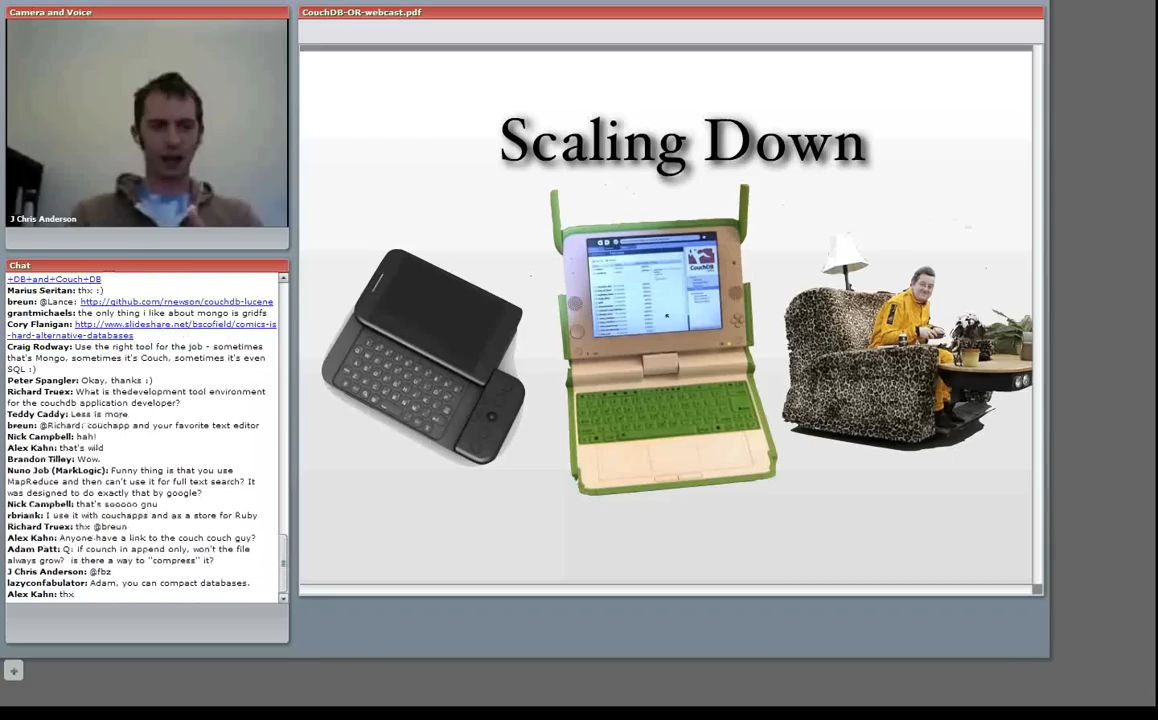 Camera and Voice
J Chris Anderson
Chat
+DB+and+Couch+DB
Marius Seritan: thx :)
breun: @Lance: http://github.com/rnewson/couchdb-lucene
grantmichaels: the only thing i like about mongo is gridfs
Cory Flanigan: http://www.slideshare.net/bscofield/comics-is
-hard-alternative-databases
Craig Rodway: Use the right tool for the job - sometimes
that's Mongo, sometimes it's Couch, sometimes it's even
SQL :)
Peter Spangler: Okay, thanks :)
Richard Truex: What is thedevelopment tool environment
for the couchdb application developer?
Teddy Caddy: Less is more
breun: @Richard: couchapp and your favorite text editor
Nick Campbell: hah!
Alex Kahn: that's wild
Brandon Tilley: Wow.
Nuno Job (MarkLogic): Funny thing is that you use
MapReduce and then can't use it for full text search? It
was designed to do exactly that by google?
Nick Campbell: that's sooooo gnu
rbriank: I use it with couchapps and as a store for Ruby
Richard Truex: thx @breun
Alex Kahn: Anyone have a link to the couch couch guy?
Adam Patt: Q: if counch in append only, won't the file
always grow?  is there a way to "compress" it?
J Chris Anderson: @fbz
lazyconfabulator: Adam, you can compact databases.
Alex Kahn: thx
CouchDB-OR-webcast.pdf
Scaling Down
CouchDB